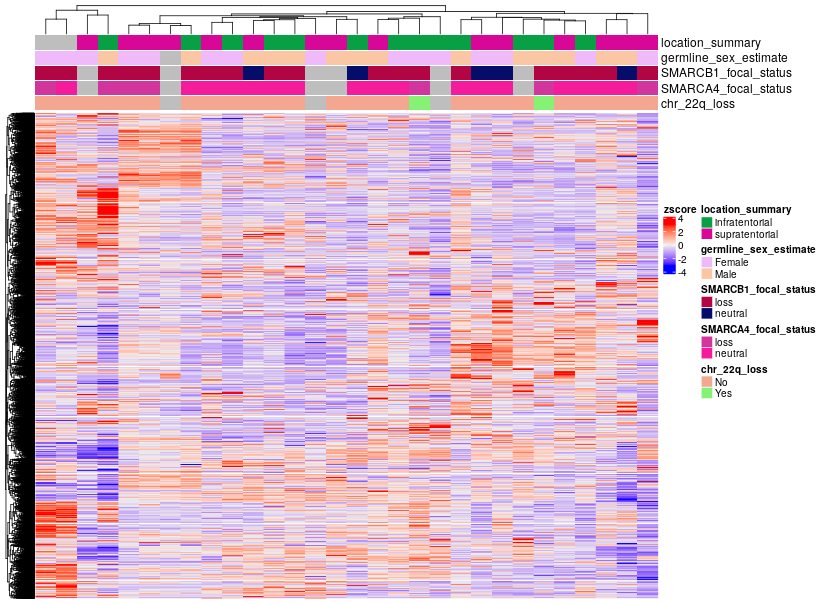 location_summary
germline_sex_estimate
SMARCB1_focal_status
SMARCA4_focal_status
chr_22q_loss
zscore
4
2
0
-2
-4
location_summary
Infratentorial
supratentorial
germline_sex_estimate
Female
Male
SMARCB1_focal_status
loss
neutral
SMARCA4_focal_status
loss
neutral
chr_22q_loss
No
Yes